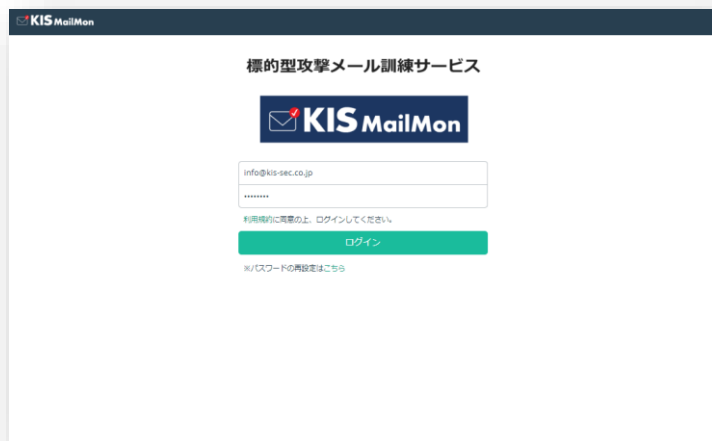 KIS MailMon
標的型攻撃メール訓練サービス
KIS MailMon
info@kis-sec.co.jp
••••••••
利用規約に同意の上、ログインしてください。
ログイン
※パスワードの再設定はこちら